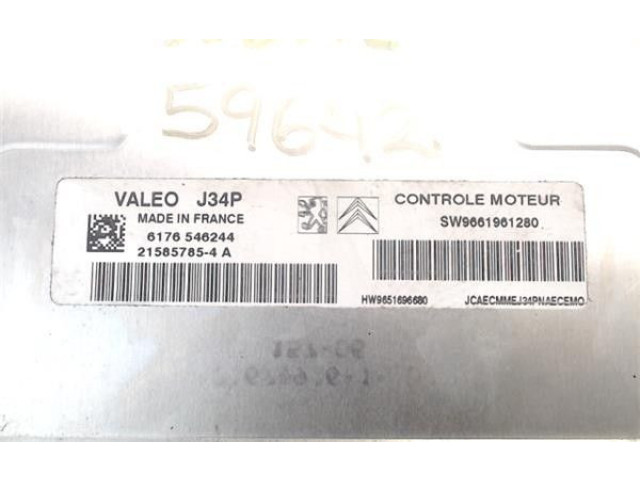 59642.
VALEO J34P
MADE IN FRANCE
6176 546244
21585785-4 A
CONTROLE MOTEUR
SW9661961280
HW9651696680 JCAECMMEJ34PNAECEMO